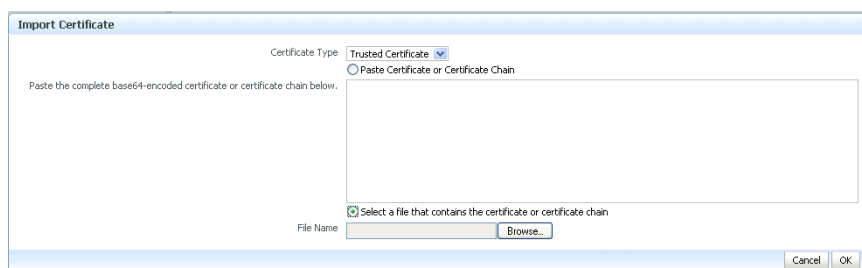 Import Certificate
Certificate Type Trusted Certificate
Paste Certificate or Certificate Chain
Paste the complete base64-encoded certificate or certificate chain below.
Select a file that contains the certificate or certificate chain
File Name Browse...
Cancel OK